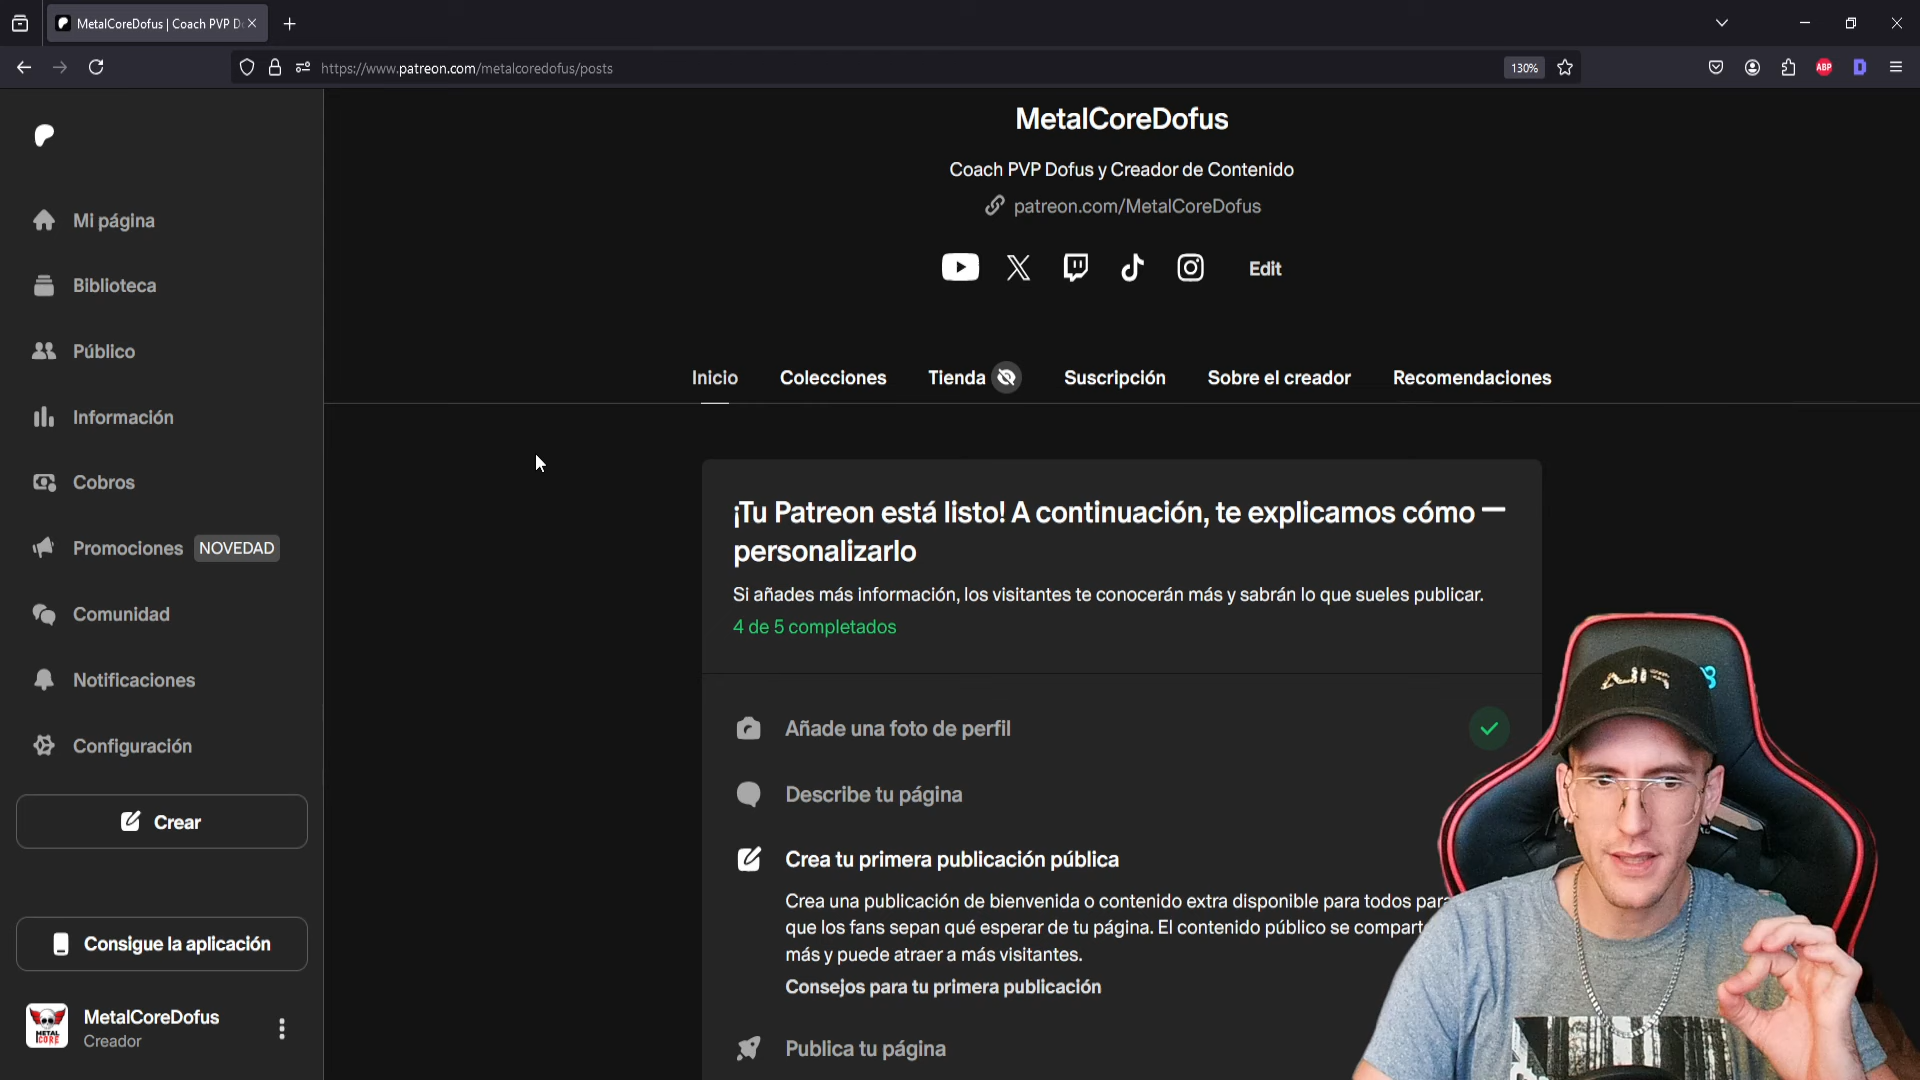 MetalCoreDofus | Coach PVP D
https://www.patreon.com/metalcoredofus/posts
130%
ABP
MetalCoreDofus
Coach PVP Dofus y Creador de Contenido
patreon.com/MetalCoreDofus
Edit
Mi página
Biblioteca
Público
Información
Cobros
Promociones NOVEDAD
Comunidad
Notificaciones
Configuración
Crear
Consigue la aplicación
METAL
CORE
MetalCoreDofus
Creador
Inicio Colecciones Tienda Suscripción Sobre el creador Recomendaciones
¡Tu Patreon está listo! A continuación, te explicamos cómo
personalizarlo
Si añades más información, los visitantes te conocerán más y sabrán lo que sueles publicar.
4 de 5 completados
Añade una foto de perfil
Describe tu página
Crea tu primera publicación pública
Crea una publicación de bienvenida o contenido extra disponible para todos para
que los fans sepan qué esperar de tu página. El contenido público se compart
más y puede atraer a más visitantes.
Consejos para tu primera publicación
Publica tu página
AIR